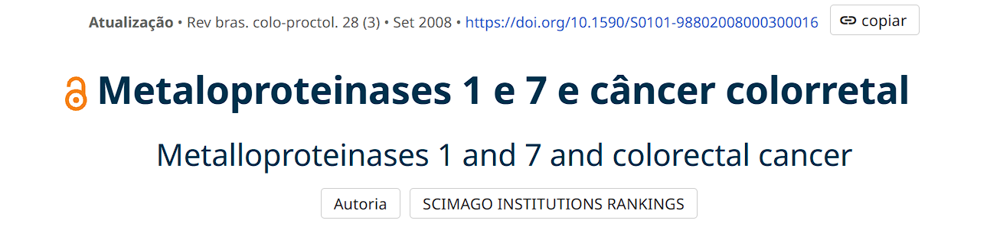 Atualização • Rev bras. colo-proctol. 28 (3) • Set 2008 • https://doi.org/10.1590/S0101-98802008000300016 copiar
Metaloproteinases 1 e 7 e câncer colorretal
Metalloproteinases 1 and 7 and colorectal cancer
Autoria SCIMAGO INSTITUTIONS RANKINGS